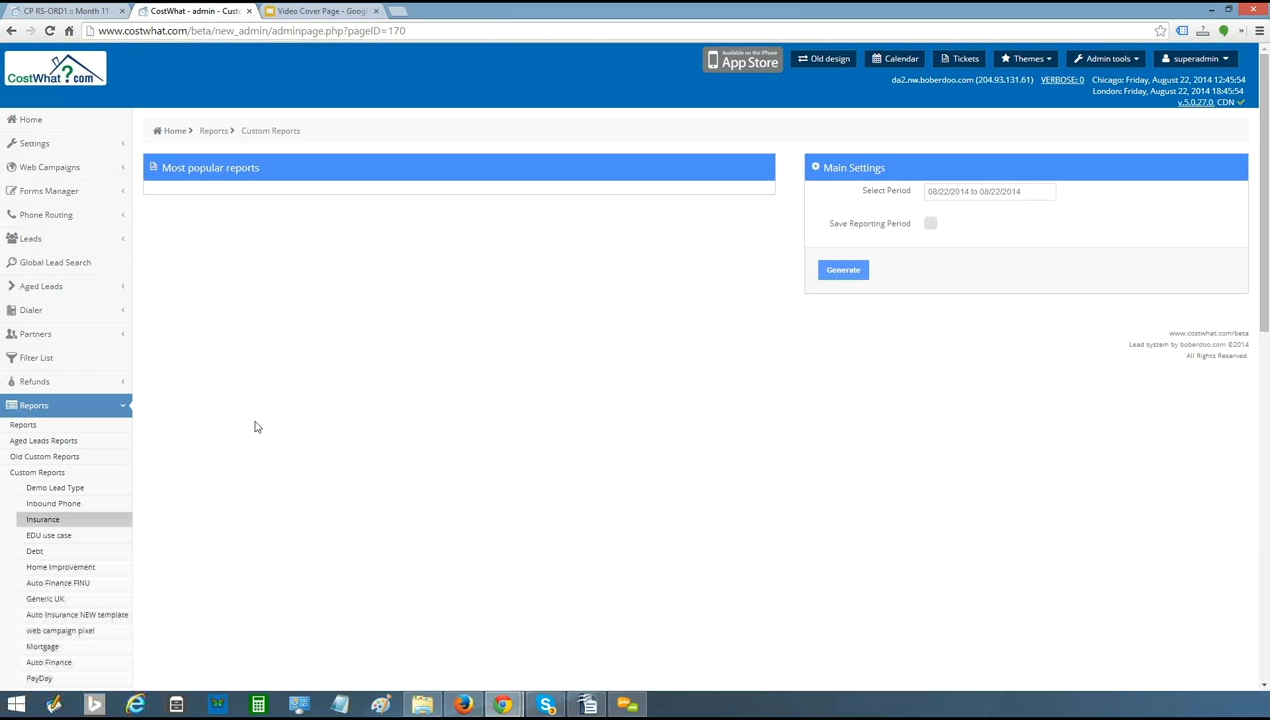 CP RS-ORD1 :: Month 11 -
CostWhat - admin - Custo
Video Cover Page - Googl
www.costwhat.com/beta/new_admin/adminpage.php?pageID=170
CostWhat?com
Available on the iPhone
App Store
Old design
Calendar
Tickets
Themes
Admin tools
superadmin
da2.nw.boberdoo.com (204.93.131.61)
VERBOSE: 0
Chicago: Friday, August 22, 2014 12:45:54
London: Friday, August 22, 2014 18:45:54
v.5.0.27.0, CDN
Home
Settings
Web Campaigns
Forms Manager
Phone Routing
Leads
Global Lead Search
Aged Leads
Dialer
Partners
Filter List
Refunds
Reports
Reports
Aged Leads Reports
Old Custom Reports
Custom Reports
Demo Lead Type
Inbound Phone
Insurance
EDU use case
Debt
Home Improvement
Auto Finance FINU
Generic UK
Auto Insurance NEW template
web campaign pixel
Mortgage
Auto Finance
PayDay
Home
Reports
Custom Reports
Most popular reports
Main Settings
Select Period
08/22/2014 to 08/22/2014
Save Reporting Period
Generate
www.costwhat.com/beta
Lead system by boberdoo.com ©2014
All Rights Reserved.